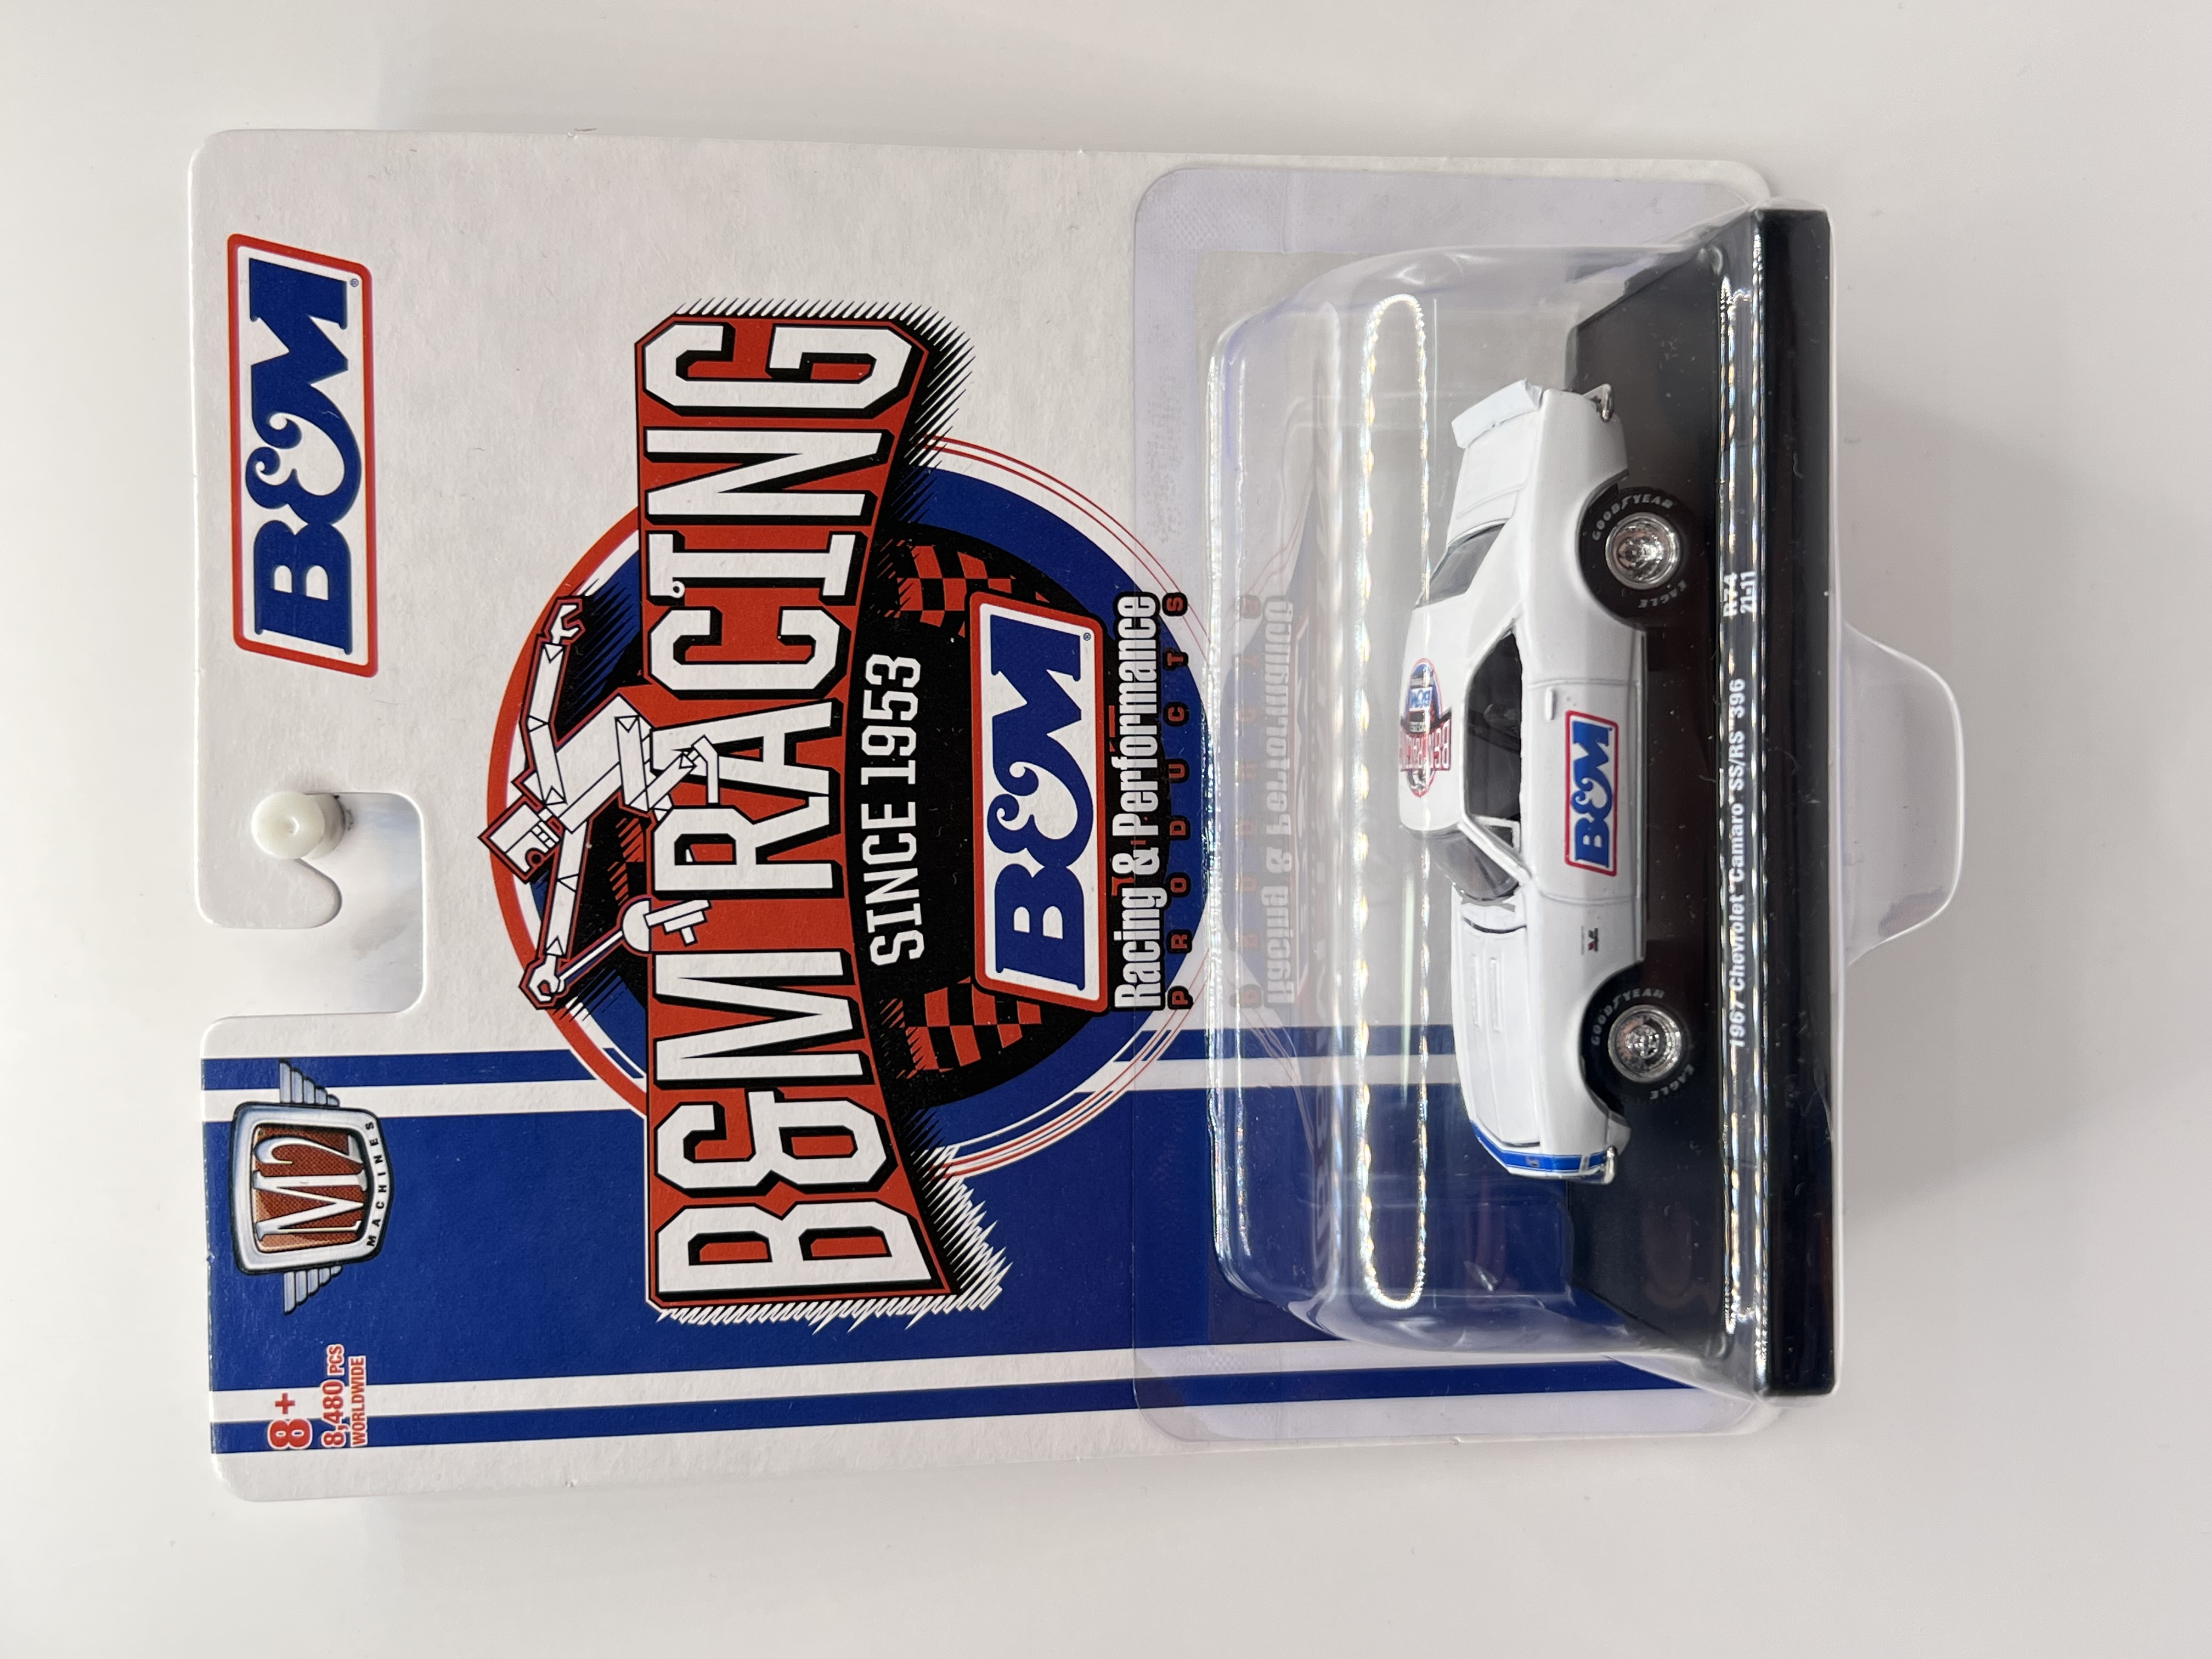 8+
8,480 PCS
WORLDWIDE
M2
MACHINES
B&M®
B&M RACING
SINCE 1953
B&M®
Racing & Performance
PRODUCTS
B&M
GOODYEAR
EAGLE
GOODYEAR
EAGLE
1967 Chevrolet® Camaro® SS/RS® 396
R74
21-11